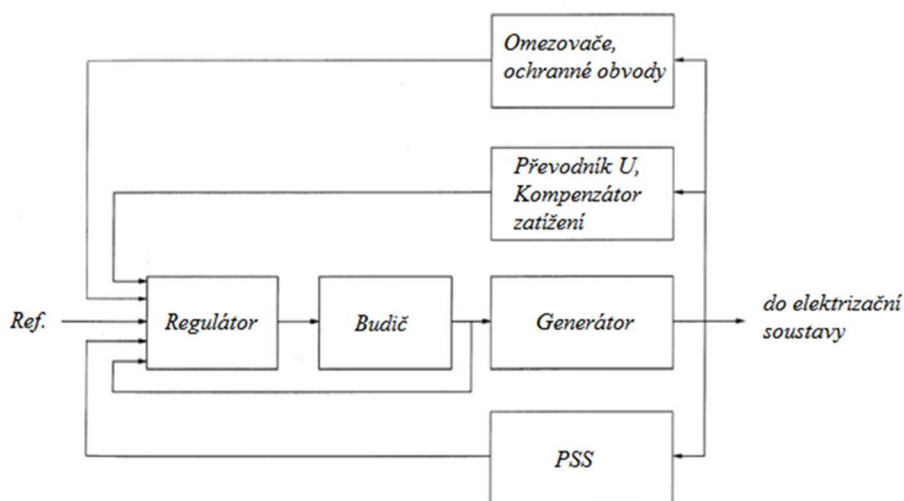 Omezovače,
ochranné obvody
Převodník U,
Kompenzátor
zatížení
Ref.
Regulátor
Budič
Generátor
do elektrizační
soustavy
PSS